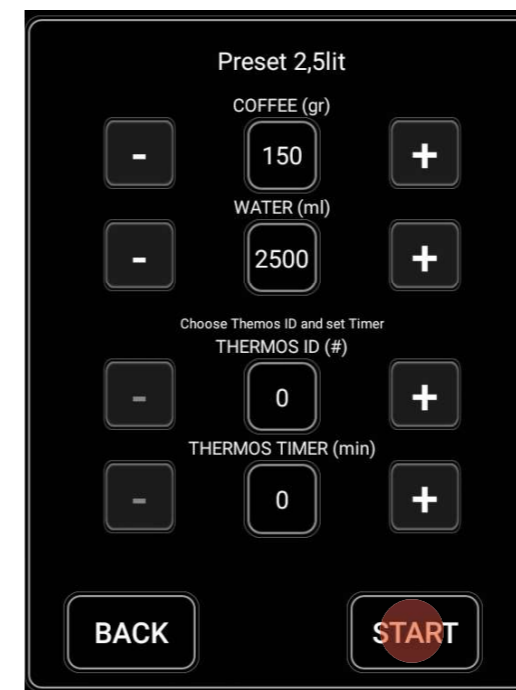 Preset 2,5lit
COFFEE (gr)
- 150 +
WATER (ml)
- 2500 +
Choose Themos ID and set Timer
THERMOS ID (#)
- 0 +
THERMOS TIMER (min)
- 0 +
BACK START